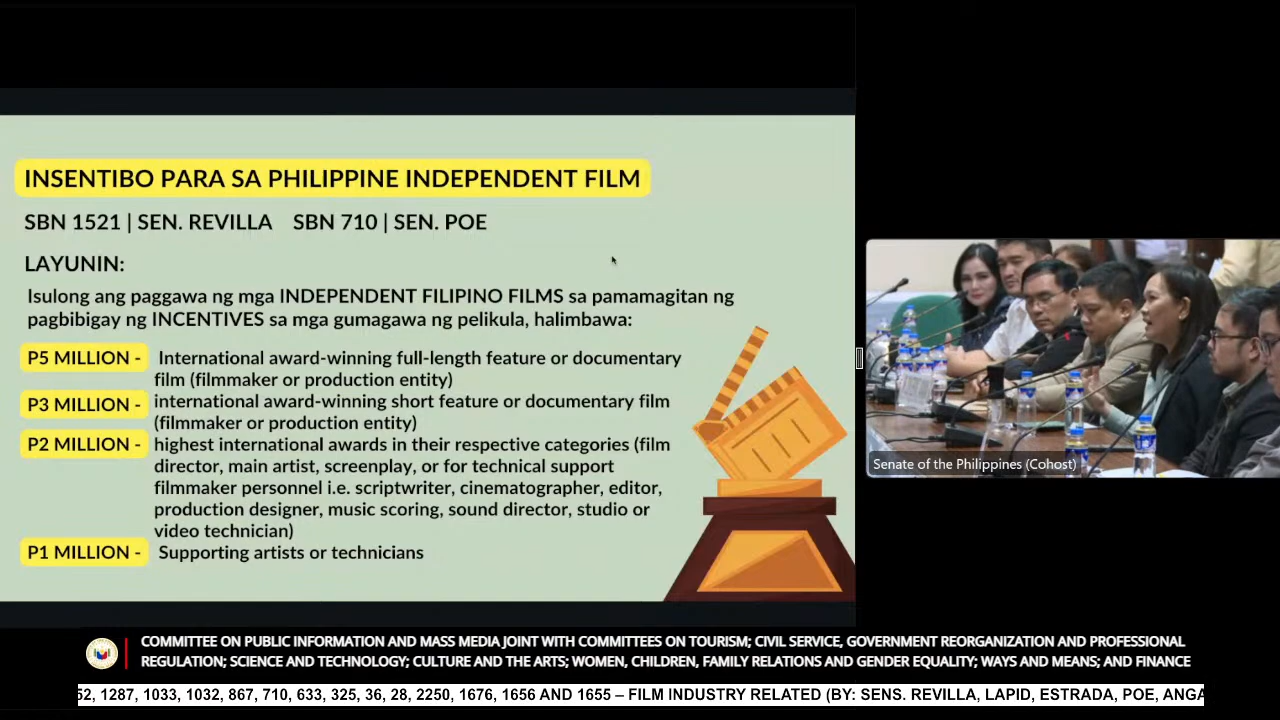 INSENTIBO PARA SA PHILIPPINE INDEPENDENT FILM
SBN 1521 | SEN. REVILLA SBN 710 | SEN. POE
LAYUNIN:
Isulong ang paggawa ng mga INDEPENDENT FILIPINO FILMS sa pamamagitan ng
pagbibigay ng INCENTIVES sa mga gumagawa ng pelikula, halimbawa:
P5 MILLION - International award-winning full-length feature or documentary
film (filmmaker or production entity)
P3 MILLION - international award-winning short feature or documentary film
(filmmaker or production entity)
P2 MILLION - highest international awards in their respective categories (film
director, main artist, screenplay, or for technical support
filmmaker personnel i.e. scriptwriter, cinematographer, editor,
production designer, music scoring, sound director, studio or
video technician)
P1 MILLION - Supporting artists or technicians
Senate of the Philippines (Cohost)
COMMITTEE ON PUBLIC INFORMATION AND MASS MEDIA JOINT WITH COMMITTEES ON TOURISM; CIVIL SERVICE, GOVERNMENT REORGANIZATION AND PROFESSIONAL
REGULATION; SCIENCE AND TECHNOLOGY; CULTURE AND THE ARTS; WOMEN, CHILDREN, FAMILY RELATIONS AND GENDER EQUALITY; WAYS AND MEANS; AND FINANCE
52, 1287, 1033, 1032, 867, 710, 633, 325, 36, 28, 2250, 1676, 1656 AND 1655 – FILM INDUSTRY RELATED (BY: SENS. REVILLA, LAPID, ESTRADA, POE, ANGA